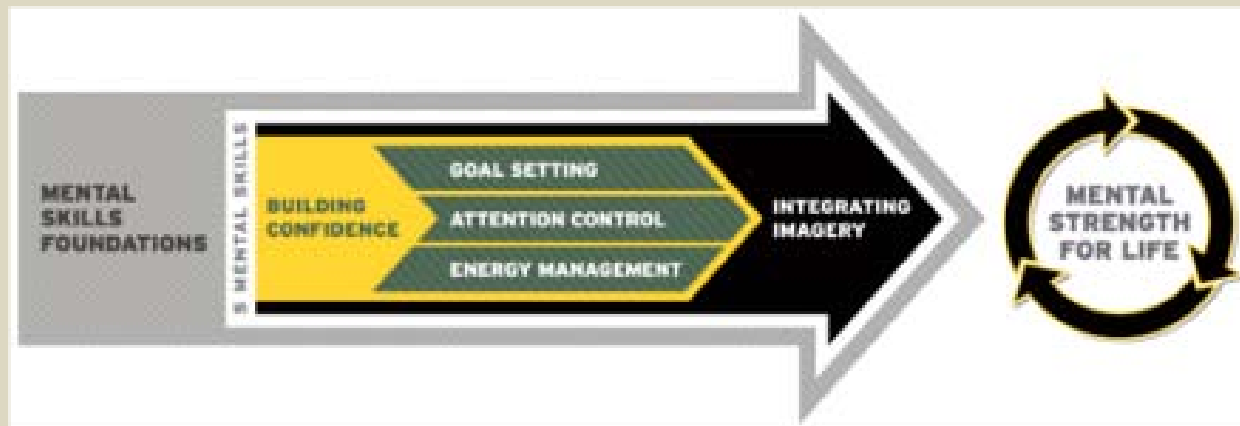 MENTAL
SKILLS
FOUNDATIONS
5 MENTAL SKILLS
BUILDING
CONFIDENCE
GOAL SETTING
ATTENTION CONTROL
ENERGY MANAGEMENT
INTEGRATING
IMAGERY
MENTAL
STRENGTH
FOR LIFE